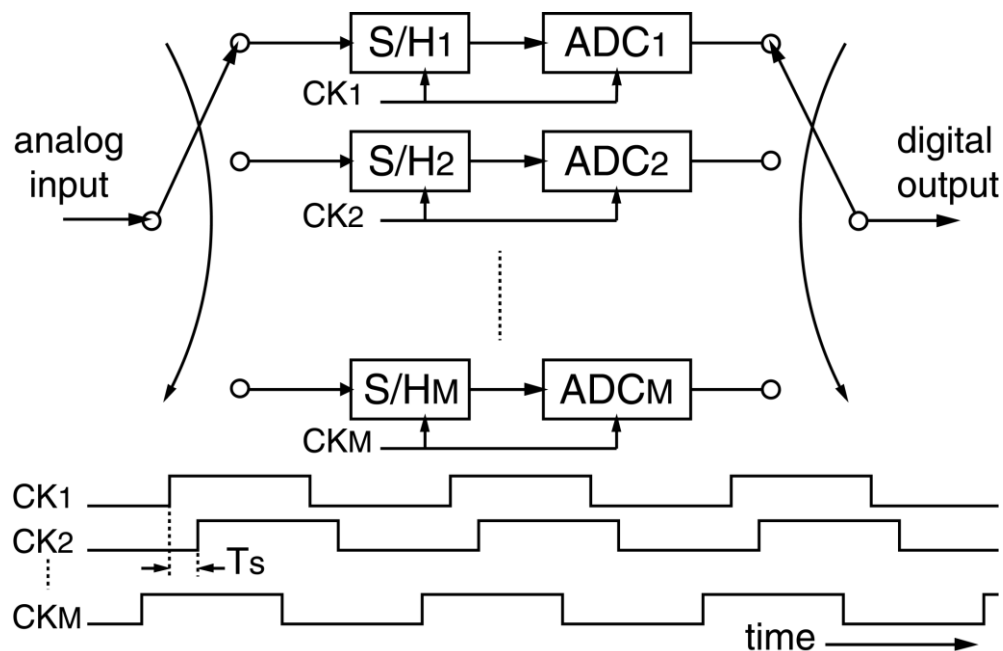 S/H1 ADC1
CK1
analog input
digital output
S/H2 ADC2
CK2
S/HM ADCM
CKM
CK1
CK2
Ts
CKM
time